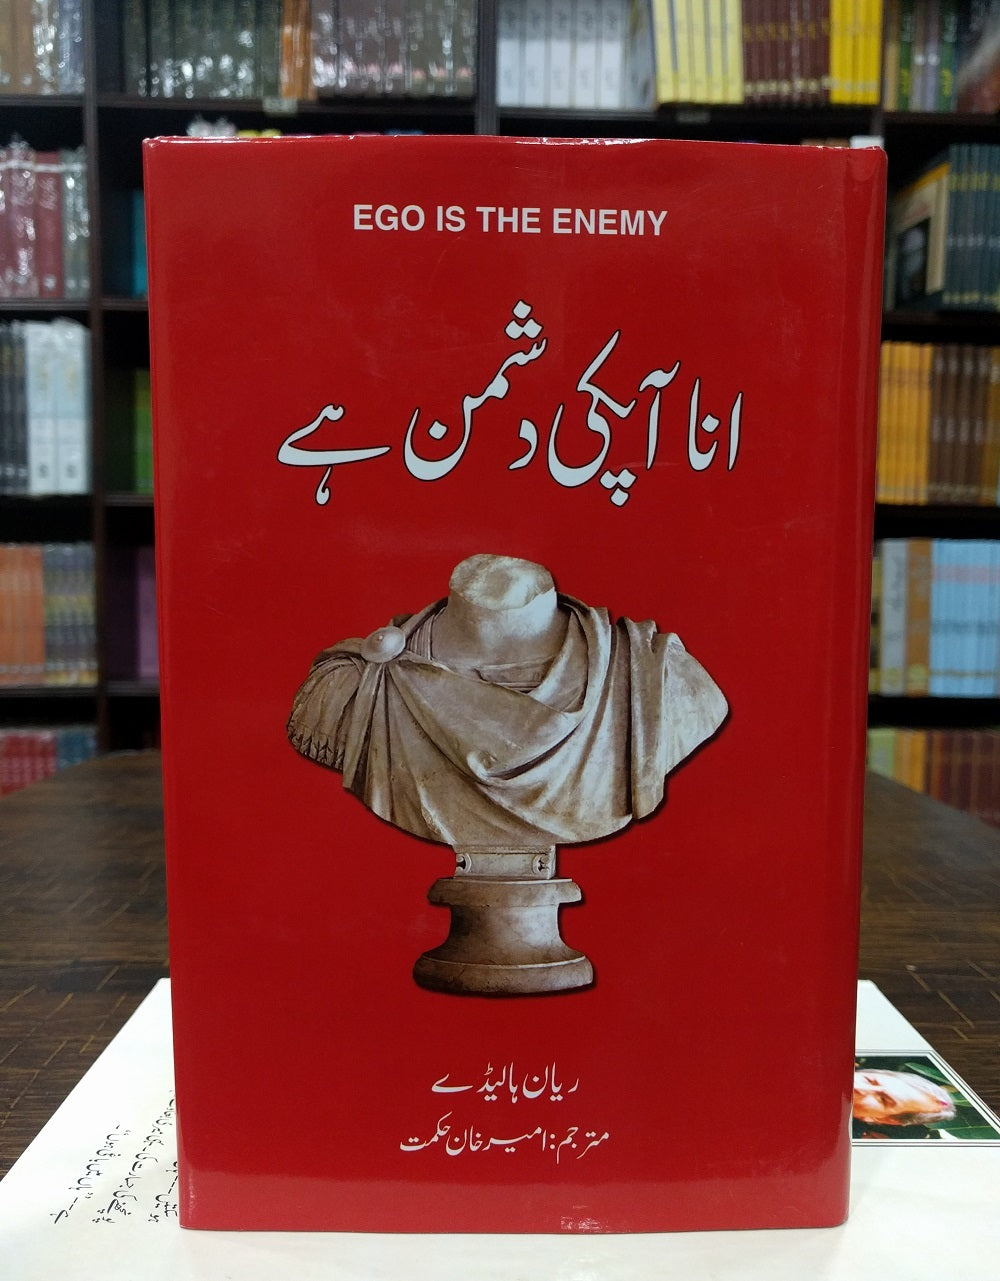 EGO IS THE ENEMY
انا آپکی دشمن ہے
ریان ہالیڈے
مترجم: امیر خان حکمت